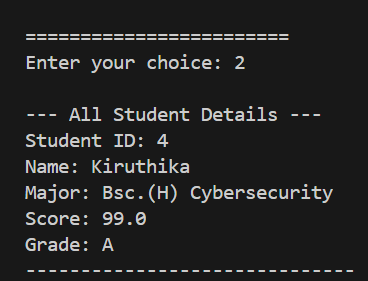 ========================
Enter your choice: 2
--- All Student Details ---
Student ID: 4
Name: Kiruthika
Major: Bsc.(H) Cybersecurity
Score: 99.0
Grade: A
------------------------------